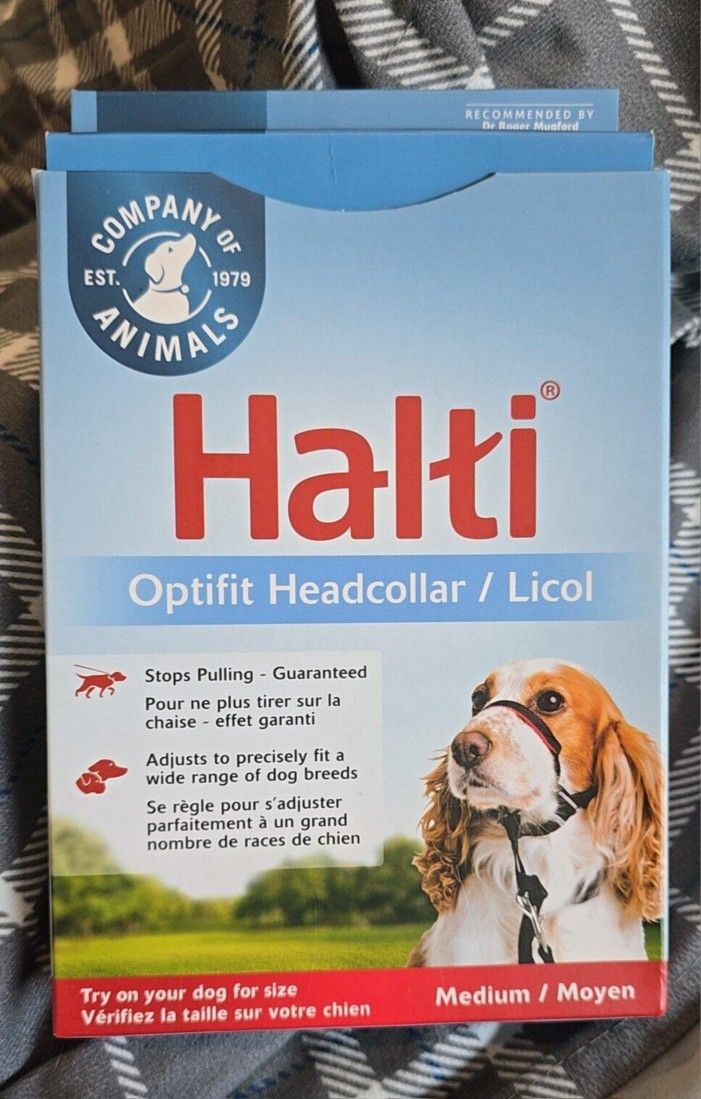 RECOMMENDED BY
Dr Roger Mugford
COMPANY OF
EST. 1979
ANIMALS
Halti®
Optifit Headcollar / Licol
Stops Pulling - Guaranteed
Pour ne plus tirer sur la
chaise - effet garanti
Adjusts to precisely fit a
wide range of dog breeds
Se règle pour s'adjuster
parfaitement à un grand
nombre de races de chien
Try on your dog for size
Vérifiez la taille sur votre chien
Medium / Moyen